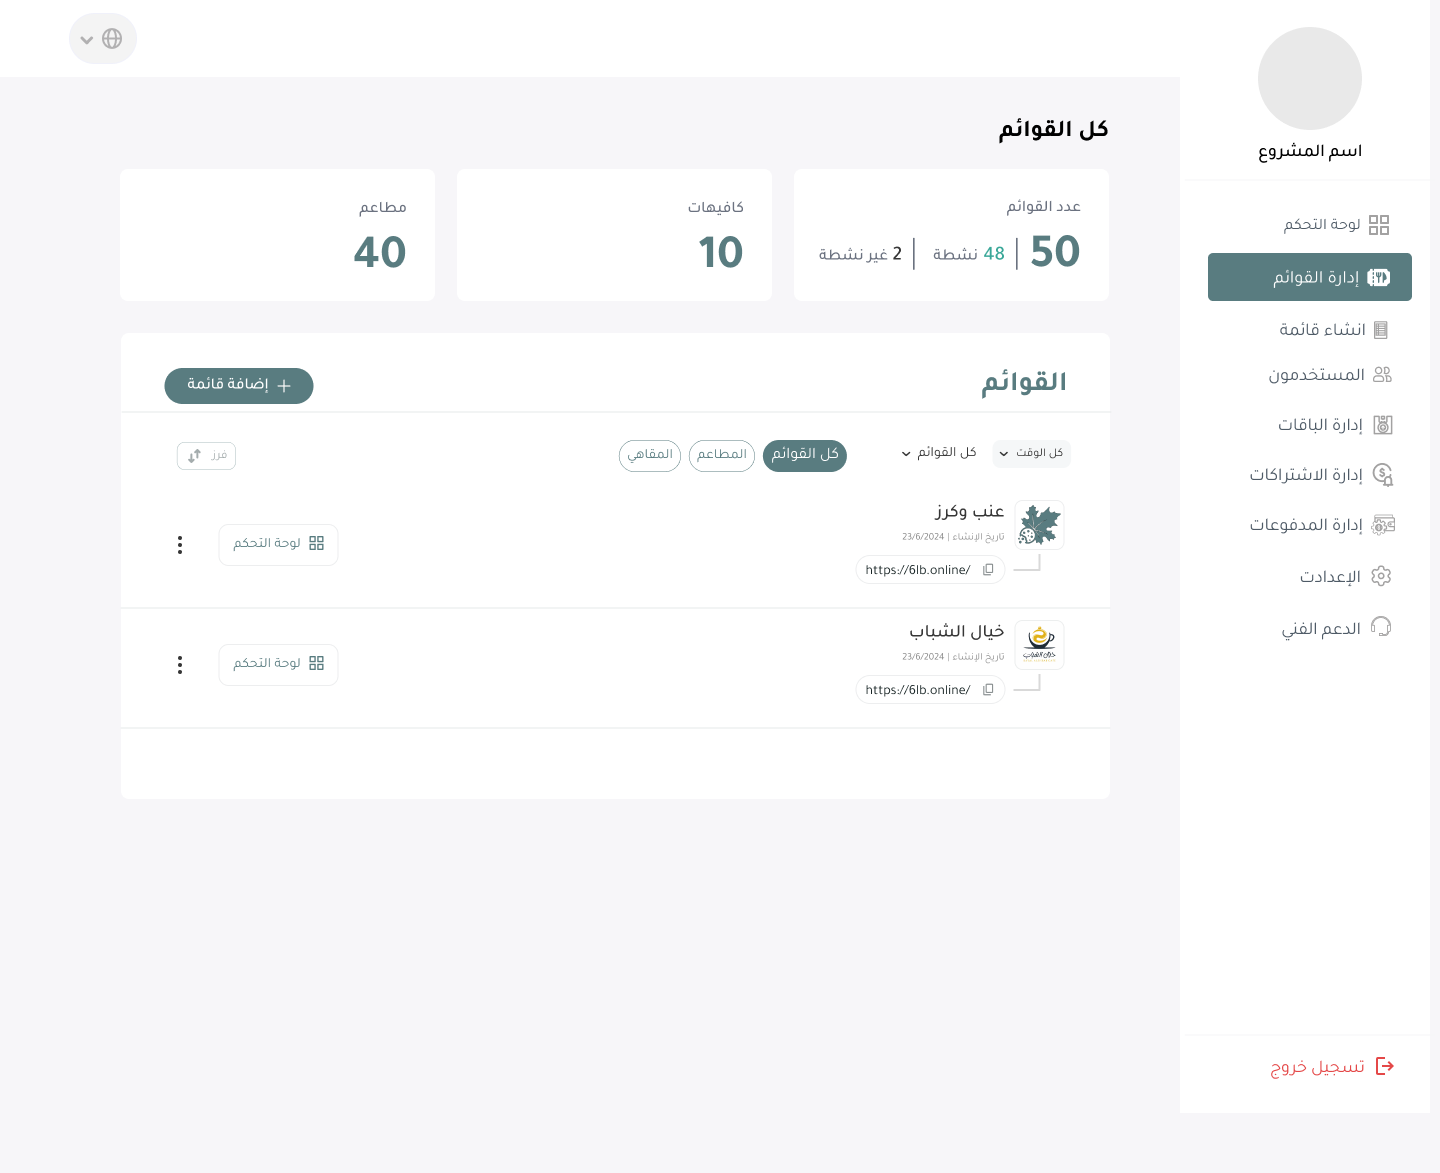 اسم المشروع
لوحة التحكم
إدارة القوائم
انشاء قائمة
المستخدمون
إدارة الباقات
إدارة الاشتراكات
إدارة المدفوعات
الإعدادت
الدعم الفني
تسجيل خروج
كل القوائم
عدد القوائم
50 | 48 نشطة | 2 غير نشطة
كافيهات
10
مطاعم
40
القوائم
إضافة قائمة
كل الوقت
كل القوائم
كل القوائم
المطاعم
المقاهي
فرز
عنب وكرز
تاريخ الإنشاء | 23/6/2024
https://6lb.online/
لوحة التحكم
خيال الشباب
تاريخ الإنشاء | 23/6/2024
https://6lb.online/
لوحة التحكم